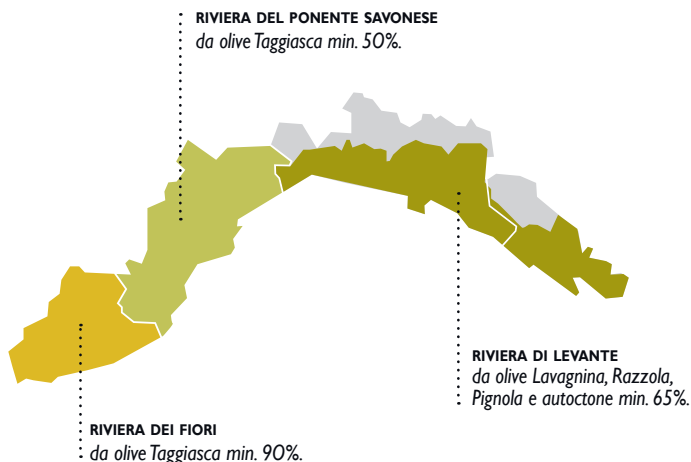 RIVIERA DEL PONENTE SAVONESE
da olive Taggiasca min. 50%.
RIVIERA DI LEVANTE
da olive Lavagnina, Razzola,
Pignola e autoctone min. 65%.
RIVIERA DEI FIORI
da olive Taggiasca min. 90%.